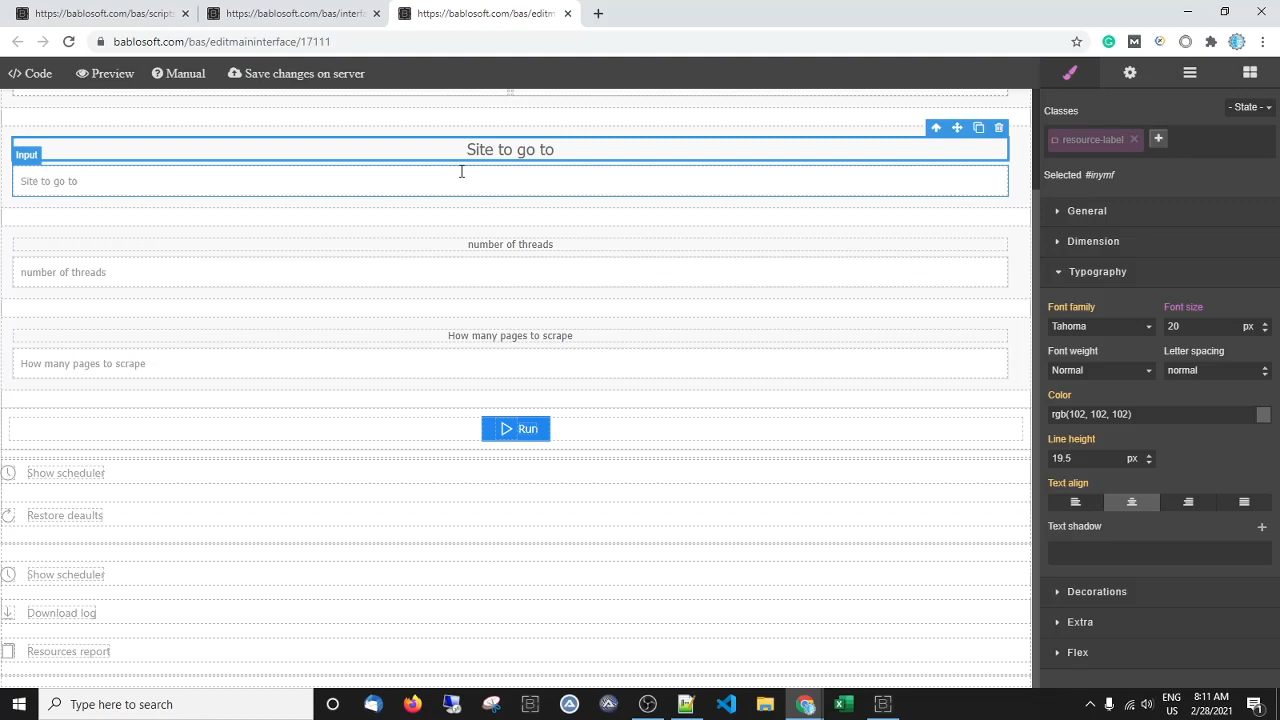 https://bablosoft.com/bas/scripts
https://bablosoft.com/bas/interfa
https://bablosoft.com/bas/editm
bablosoft.com/bas/editmaininterface/17111
</> Code
Preview
Manual
Save changes on server
Classes
- State -
resource-label
Selected #inymf
General
Dimension
Typography
Font family
Font size
Tahoma
20 px
Font weight
Letter spacing
Normal
normal
Color
rgb(102, 102, 102)
Line height
19.5 px
Text align
Text shadow
Decorations
Extra
Flex
Site to go to
Input
Site to go to
number of threads
number of threads
How many pages to scrape
How many pages to scrape
Run
Show scheduler
Restore deaults
Show scheduler
Download log
Resources report
Type here to search
ENG
US
8:11 AM
2/28/2021
1